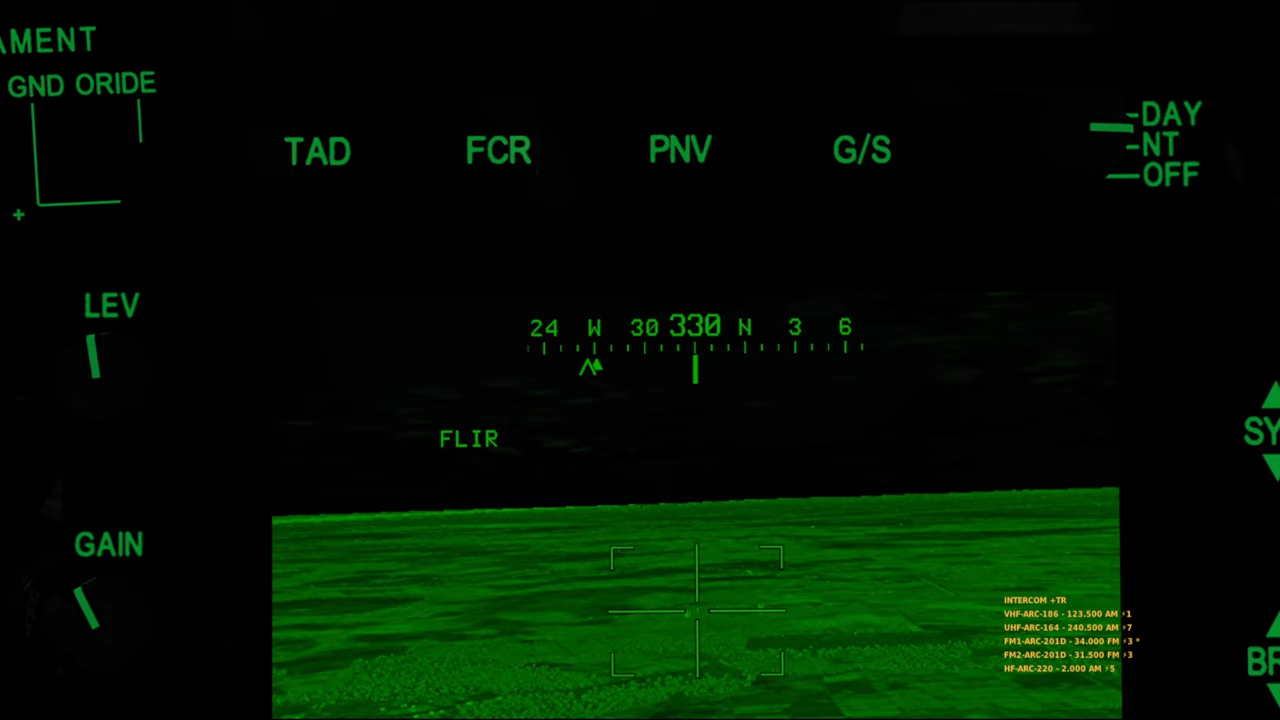 AMENT
GND ORIDE
TAD FCR PNV G/S
-DAY
-NT
-OFF
LEV
24 W 30 330 N 3 6
FLIR
SY
GAIN
INTERCOM +TR
VHF-ARC-186 - 123.500 AM ⚡1
UHF-ARC-164 - 240.500 AM ⚡7
FM1-ARC-201D - 34.000 FM ⚡3 *
FM2-ARC-201D - 31.500 FM ⚡3
HF-ARC-220 - 2.000 AM ⚡5
BR